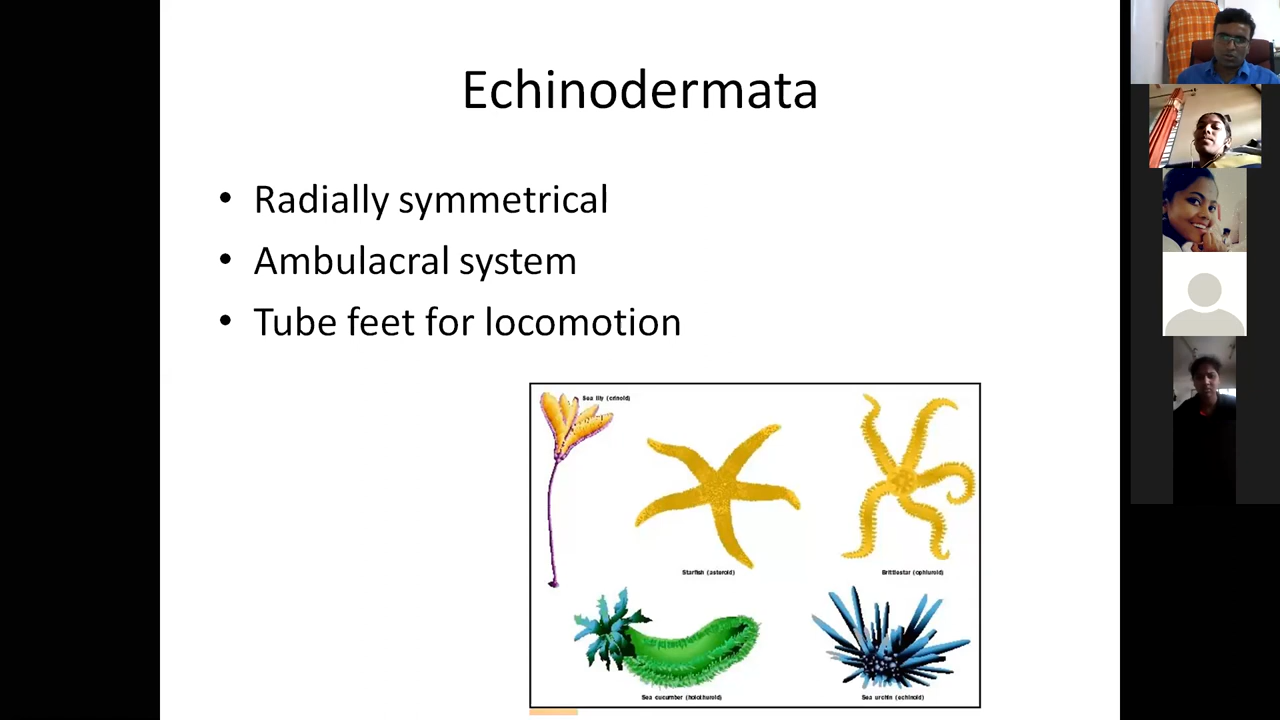 Echinodermata
• Radially symmetrical
• Ambulacral system
• Tube feet for locomotion
Sea lily (crinoid)
Starfish (asteroid)
Brittlestar (ophiuroid)
Sea cucumber (holothuroid)
Sea urchin (echinoid)